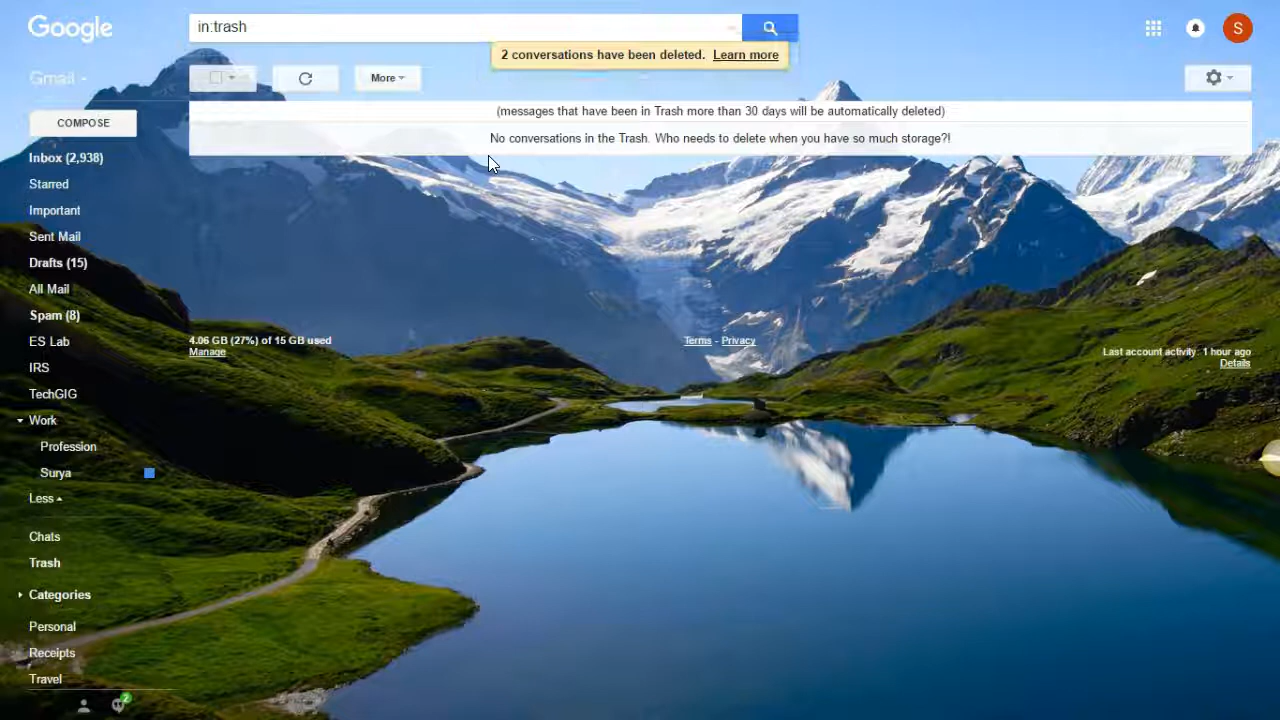 Google
in:trash
S
2 conversations have been deleted. Learn more
Gmail
More
(messages that have been in Trash more than 30 days will be automatically deleted)
No conversations in the Trash. Who needs to delete when you have so much storage?!
COMPOSE
Inbox (2,938)
Starred
Important
Sent Mail
Drafts (15)
All Mail
Spam (8)
ES Lab
IRS
TechGIG
Work
Profession
Surya
Less
Chats
Trash
Categories
Personal
Receipts
Travel
2
4.06 GB (27%) of 15 GB used
Manage
Terms - Privacy
Last account activity: 1 hour ago
Details